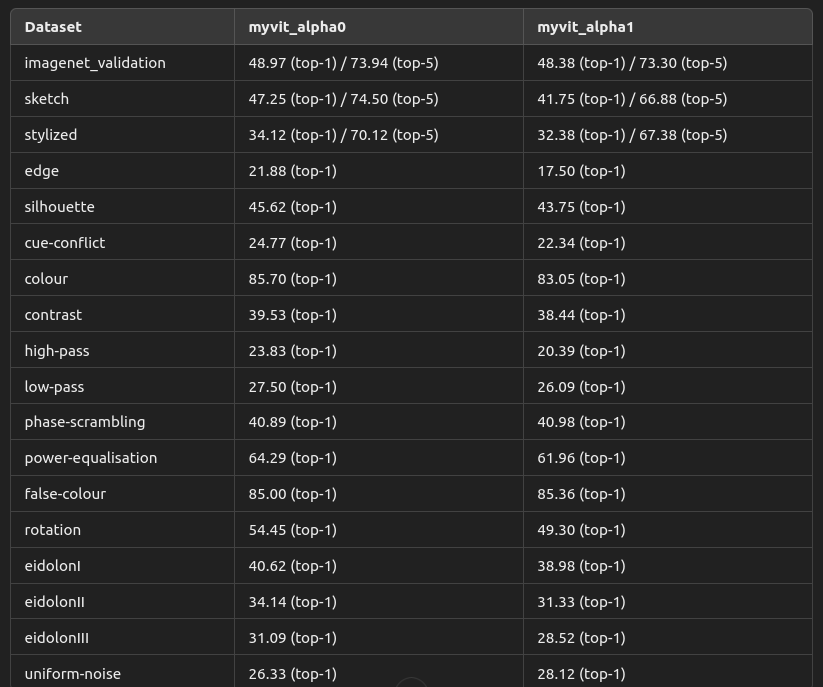 Dataset myvit_alpha0 myvit_alpha1
imagenet_validation 48.97 (top-1) / 73.94 (top-5) 48.38 (top-1) / 73.30 (top-5)
sketch 47.25 (top-1) / 74.50 (top-5) 41.75 (top-1) / 66.88 (top-5)
stylized 34.12 (top-1) / 70.12 (top-5) 32.38 (top-1) / 67.38 (top-5)
edge 21.88 (top-1) 17.50 (top-1)
silhouette 45.62 (top-1) 43.75 (top-1)
cue-conflict 24.77 (top-1) 22.34 (top-1)
colour 85.70 (top-1) 83.05 (top-1)
contrast 39.53 (top-1) 38.44 (top-1)
high-pass 23.83 (top-1) 20.39 (top-1)
low-pass 27.50 (top-1) 26.09 (top-1)
phase-scrambling 40.89 (top-1) 40.98 (top-1)
power-equalisation 64.29 (top-1) 61.96 (top-1)
false-colour 85.00 (top-1) 85.36 (top-1)
rotation 54.45 (top-1) 49.30 (top-1)
eidolonI 40.62 (top-1) 38.98 (top-1)
eidolonII 34.14 (top-1) 31.33 (top-1)
eidolonIII 31.09 (top-1) 28.52 (top-1)
uniform-noise 26.33 (top-1) 28.12 (top-1)